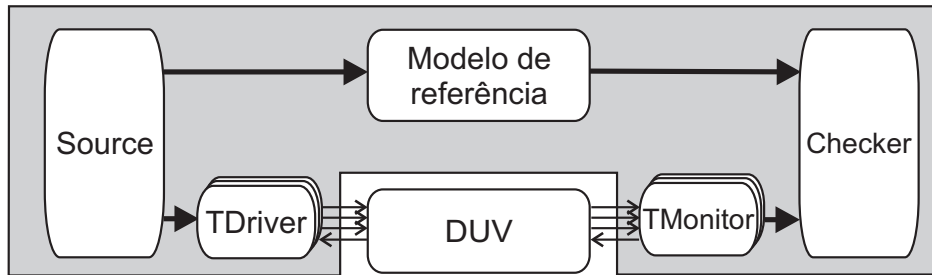 Modelo de
referência
Source
Checker
TDriver
DUV
TMonitor